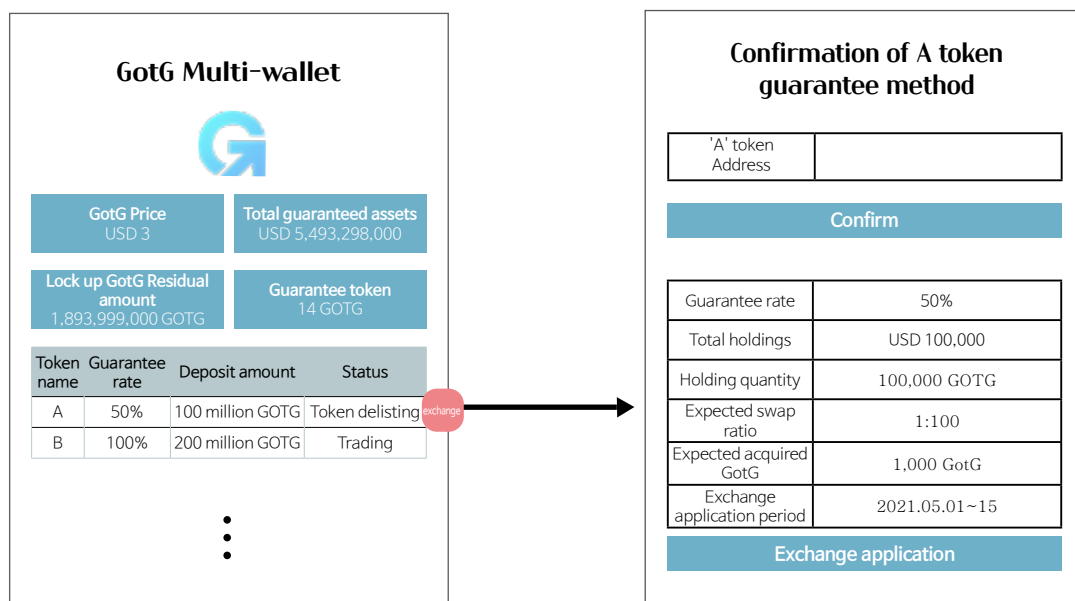 GotG Multi-wallet
GotG Price
USD 3
Total guaranteed assets
USD 5,493,298,000
Lock up GotG Residual
amount
1,893,999,000 GOTG
Guarantee token
14 GOTG
Token name Guarantee rate Deposit amount Status
A 50% 100 million GOTG Token delisting exchange
B 100% 200 million GOTG Trading
Confirmation of A token
guarantee method
'A' token
Address
Confirm
Guarantee rate 50%
Total holdings USD 100,000
Holding quantity 100,000 GOTG
Expected swap
ratio
1:100
Expected acquired
GotG
1,000 GotG
Exchange
application period
2021.05.01~15
Exchange application